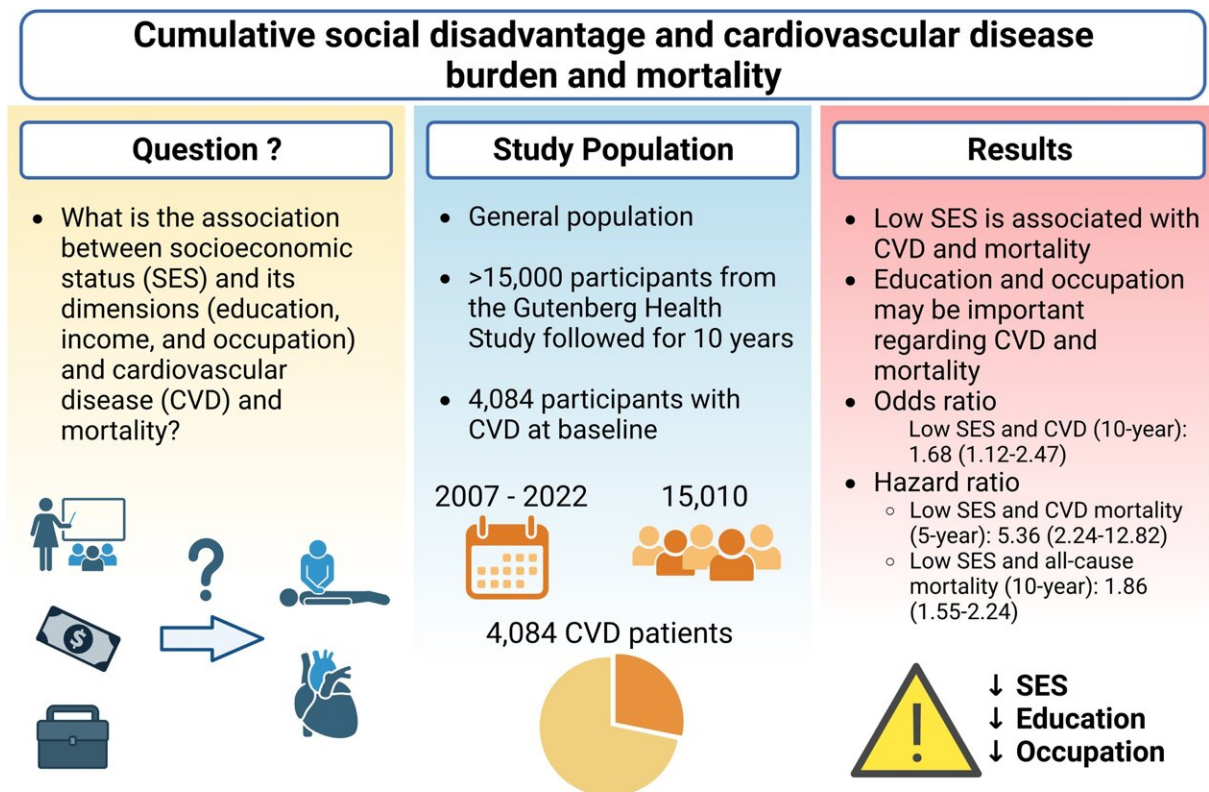 Cumulative social disadvantage and cardiovascular disease
burden and mortality
Question ?
• What is the association
between socioeconomic
status (SES) and its
dimensions (education,
income, and occupation)
and cardiovascular
disease (CVD) and
mortality?
?
$
Study Population
• General population
• >15,000 participants from
the Gutenberg Health
Study followed for 10 years
• 4,084 participants with
CVD at baseline
2007 - 2022
15,010
4,084 CVD patients
Results
• Low SES is associated with
CVD and mortality
• Education and occupation
may be important
regarding CVD and
mortality
• Odds ratio
Low SES and CVD (10-year):
1.68 (1.12-2.47)
• Hazard ratio
○ Low SES and CVD mortality
(5-year): 5.36 (2.24-12.82)
○ Low SES and all-cause
mortality (10-year): 1.86
(1.55-2.24)
!
↓ SES
↓ Education
↓ Occupation